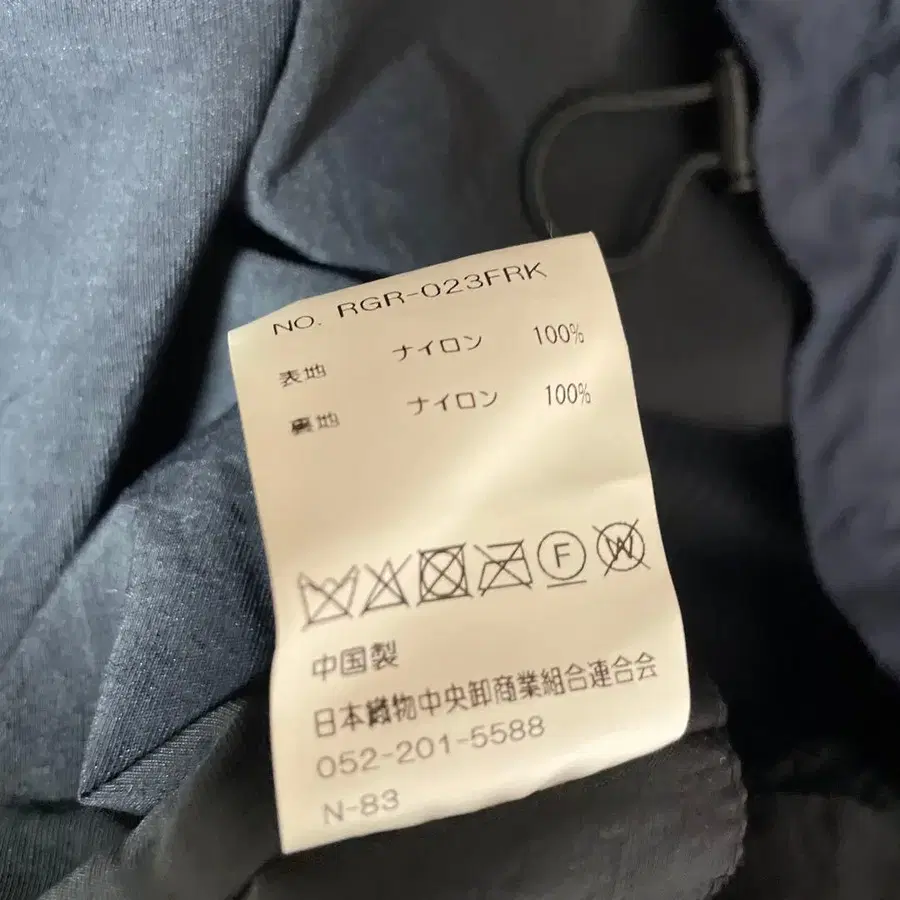 NO. RGR-023FRK
表地 ナイロン 100%
裏地 ナイロン 100%
F W
中国製
日本織物中央卸商業組合連合会
052-201-5588
N-83